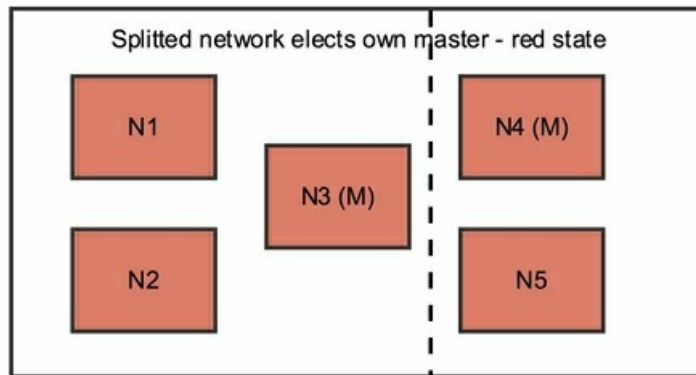 Splitted network elects own master - red state
N1
N4 (M)
N3 (M)
N2
N5